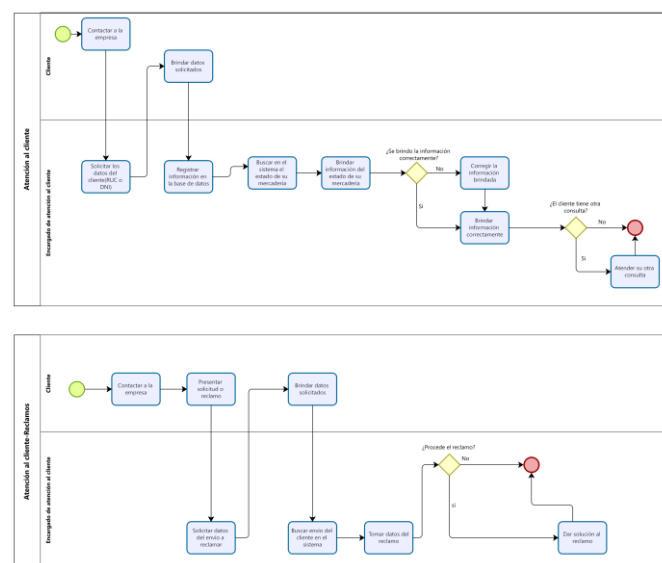 Atención al cliente
Cliente
Contactar a la
empresa
Brindar datos
solicitados
Encargado de atención al cliente
Solicitar los
datos del
cliente(RUC o
DNI)
Registrar
información en
la base de datos
Buscar en el
sistema el
estado de su
mercadería
Brindar
información del
estado de su
mercadería
¿Se brindo la información
correctamente?
No
Si
Corregir la
información
brindada
Brindar
información
correctamente
¿El cliente tiene otra
consulta?
No
Si
Atender su otra
consulta
Atención al cliente-Reclamos
Cliente
Contactar a la
empresa
Presentar
solicitud o
reclamo
Brindar datos
solicitados
Encargado de atención al cliente
Solicitar datos
del envío a
reclamar
Buscar envío del
cliente en el
sistema
Tomar datos del
reclamo
¿Procede el reclamo?
No
si
Dar solución al
reclamo